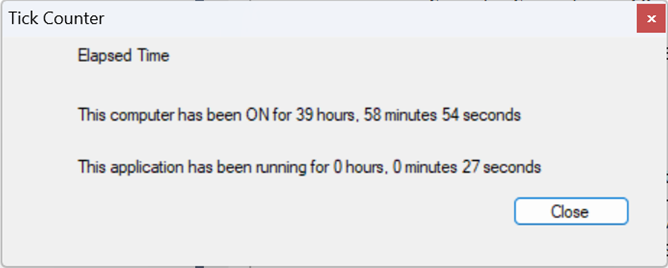 Tick Counter
Elapsed Time
This computer has been ON for 39 hours, 58 minutes 54 seconds
This application has been running for 0 hours, 0 minutes 27 seconds
Close